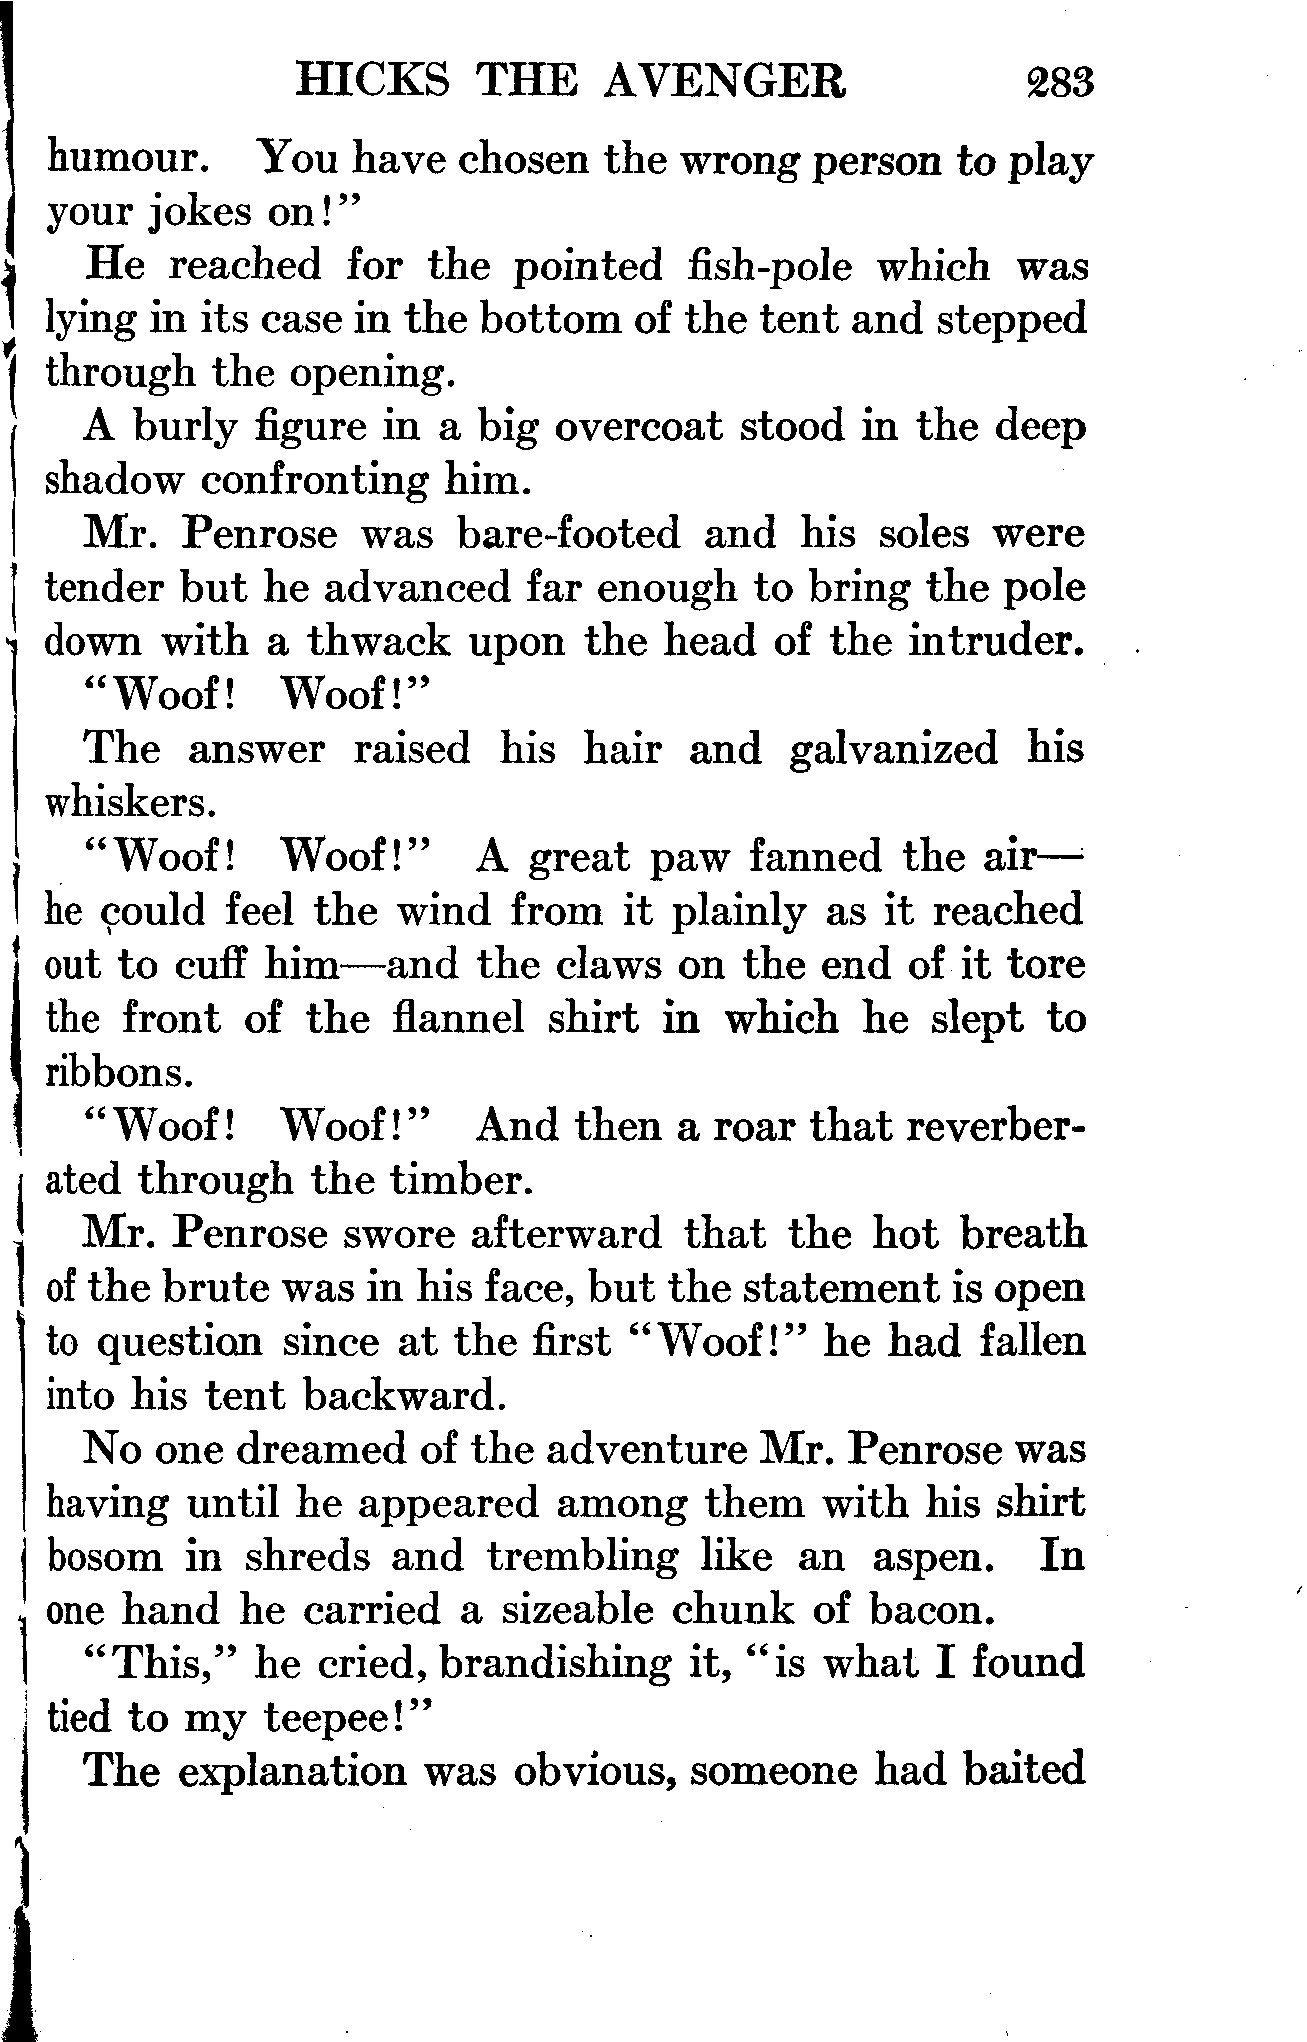 HICKS THE AVENGER 283
humour. You have chosen the wrong person to play
your jokes on!”
He reached for the pointed fish-pole which was
lying in its case in the bottom of the tent and stepped
through the opening.
A burly figure in a big overcoat stood in the deep
shadow confronting him.
Mr. Penrose was bare-footed and his soles were
tender but he advanced far enough to bring the pole
down with a thwack upon the head of the intruder.
“Woof! Woof!”
The answer raised his hair and galvanized his
whiskers.
“Woof! Woof!” A great paw fanned the air—
he could feel the wind from it plainly as it reached
out to cuff him—and the claws on the end of it tore
the front of the flannel shirt in which he slept to
ribbons.
“Woof! Woof!” And then a roar that reverber-
ated through the timber.
Mr. Penrose swore afterward that the hot breath
of the brute was in his face, but the statement is open
to question since at the first “Woof!” he had fallen
into his tent backward.
No one dreamed of the adventure Mr. Penrose was
having until he appeared among them with his shirt
bosom in shreds and trembling like an aspen. In
one hand he carried a sizeable chunk of bacon.
“This,” he cried, brandishing it, “is what I found
tied to my teepee!”
The explanation was obvious, someone had baited